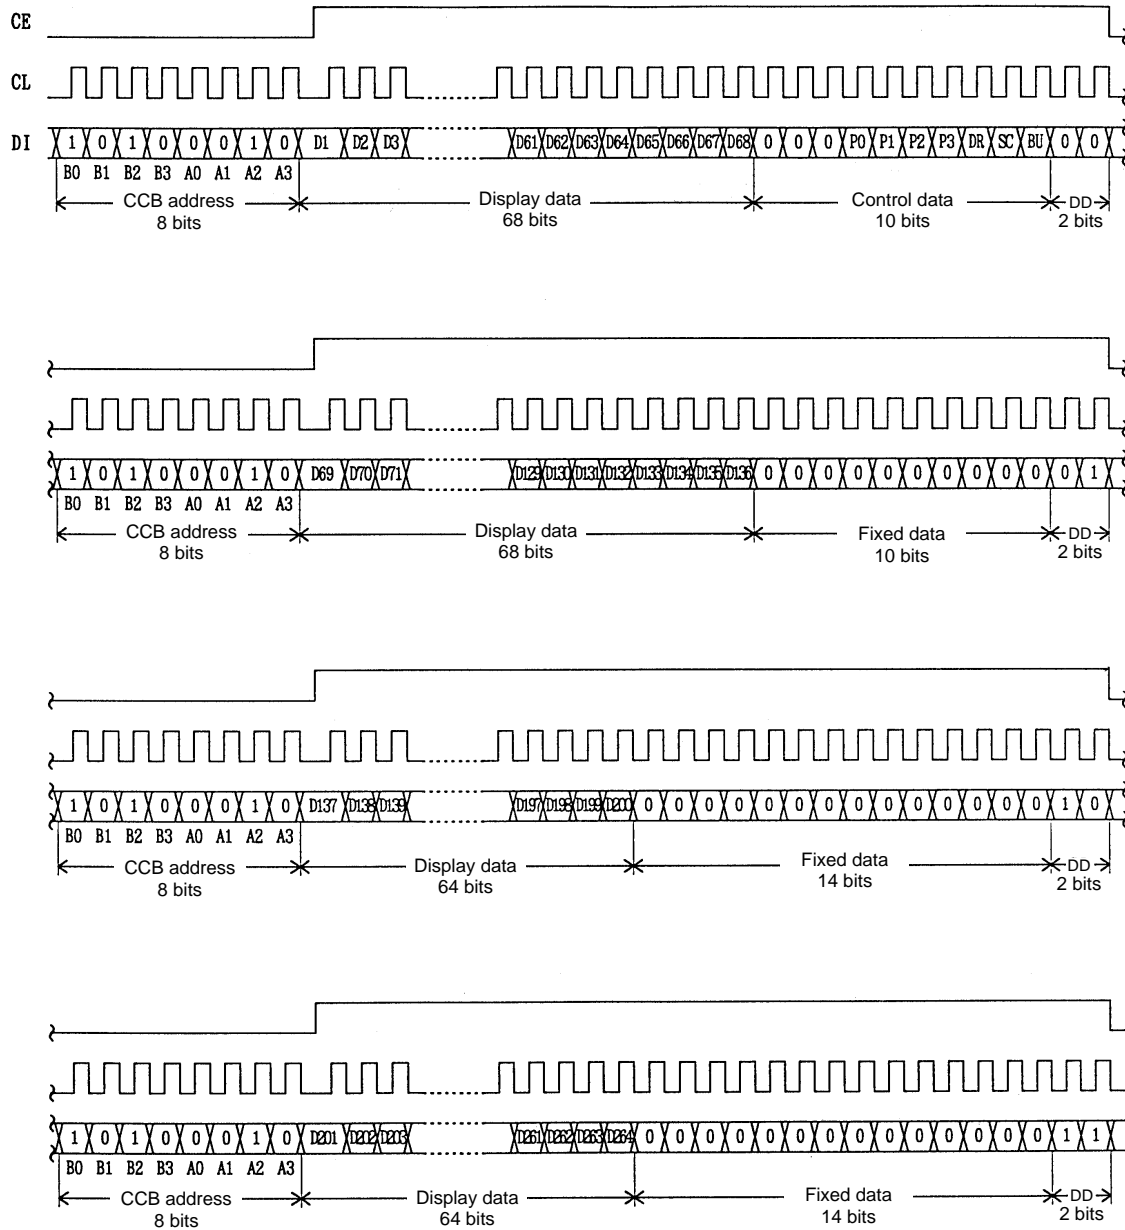 CE
CL
DI 1 0 1 0 0 0 1 0 D1 D2 D3 D61 D62 D63 D64 D65 D66 D67 D68 0 0 0 P0 P1 P2 P3 DR SC BU 0 0
B0 B1 B2 B3 A0 A1 A2 A3
CCB address Display data Control data DD
8 bits 68 bits 10 bits 2 bits
1 0 1 0 0 0 1 0 D69 D70 D71 D129 D130 D131 D132 D133 D134 D135 D136 0 0 0 0 0 0 0 0 0 0 0 1
B0 B1 B2 B3 A0 A1 A2 A3
CCB address Display data Fixed data DD
8 bits 68 bits 10 bits 2 bits
1 0 1 0 0 0 1 0 D137 D138 D139 D197 D198 D199 D200 0 0 0 0 0 0 0 0 0 0 0 0 0 0 1 0
B0 B1 B2 B3 A0 A1 A2 A3
CCB address Display data Fixed data DD
8 bits 64 bits 14 bits 2 bits
1 0 1 0 0 0 1 0 D201 D202 D203 D261 D262 D263 D264 0 0 0 0 0 0 0 0 0 0 0 0 0 0 1 1
B0 B1 B2 B3 A0 A1 A2 A3
CCB address Display data Fixed data DD
8 bits 64 bits 14 bits 2 bits